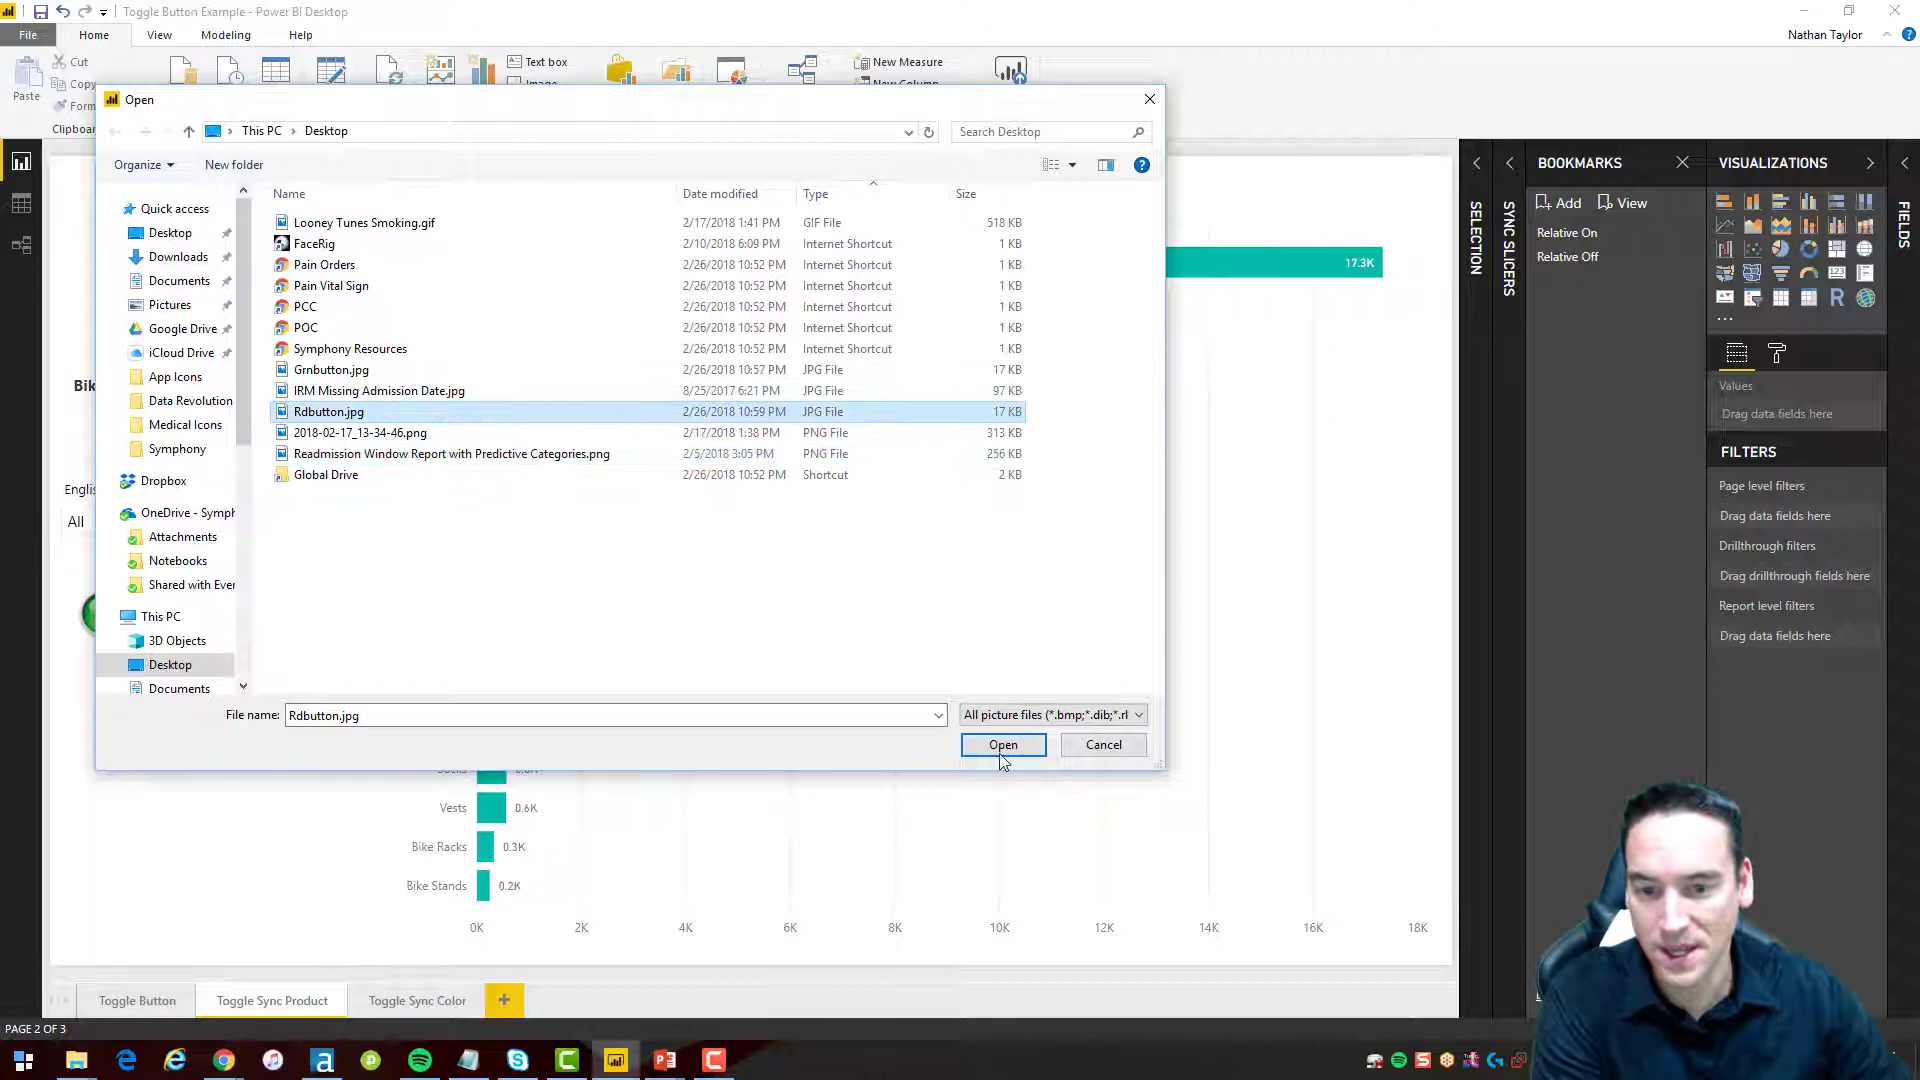 Toggle Button Example - Power BI Desktop
File Home View Modeling Help Nathan Taylor
Cut
Copy
Form
Paste
Clipboar
Text box
Image
New Measure
New Column
Open
This PC Desktop
Search Desktop
Organize New folder
Name Date modified Type Size
Looney Tunes Smoking.gif 2/17/2018 1:41 PM GIF File 518 KB
FaceRig 2/10/2018 6:09 PM Internet Shortcut 1 KB
Pain Orders 2/26/2018 10:52 PM Internet Shortcut 1 KB
Pain Vital Sign 2/26/2018 10:52 PM Internet Shortcut 1 KB
PCC 2/26/2018 10:52 PM Internet Shortcut 1 KB
POC 2/26/2018 10:52 PM Internet Shortcut 1 KB
Symphony Resources 2/26/2018 10:52 PM Internet Shortcut 1 KB
Grnbutton.jpg 2/26/2018 10:57 PM JPG File 17 KB
IRM Missing Admission Date.jpg 8/25/2017 6:21 PM JPG File 97 KB
Rdbutton.jpg 2/26/2018 10:59 PM JPG File 17 KB
2018-02-17_13-34-46.png 2/17/2018 1:38 PM PNG File 313 KB
Readmission Window Report with Predictive Categories.png 2/5/2018 3:05 PM PNG File 256 KB
Global Drive 2/26/2018 10:52 PM Shortcut 2 KB
Quick access
Desktop
Downloads
Documents
Pictures
Google Drive
iCloud Drive
App Icons
Data Revolution
Medical Icons
Symphony
Dropbox
OneDrive - Symph
Attachments
Notebooks
Shared with Ever
This PC
3D Objects
Desktop
Documents
File name: Rdbutton.jpg All picture files (*.bmp;*.dib;*.rl
Open Cancel
Bik
Englis
All
17.3K
Vests 0.6K
Bike Racks 0.3K
Bike Stands 0.2K
0K 2K 4K 6K 8K 10K 12K 14K 16K 18K
SELECTION
SYNC SLICERS
BOOKMARKS
Add View
Relative On
Relative Off
VISUALIZATIONS
Values
Drag data fields here
FILTERS
Page level filters
Drag data fields here
Drillthrough filters
Drag drillthrough fields here
Report level filters
Drag data fields here
FIELDS
Toggle Button Toggle Sync Product Toggle Sync Color
PAGE 2 OF 3